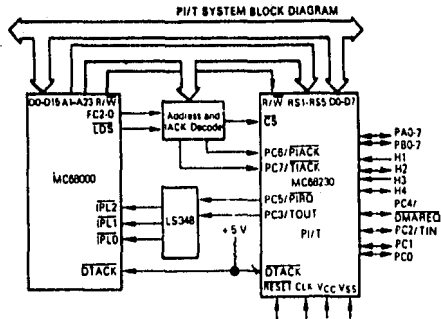 PI/T SYSTEM BLOCK DIAGRAM
D0-D15 A1-A23 R/W
FC2-0
LDS
MC68000
IPL2
IPL1
IPL0
DTACK
Address and
IACK Decoder
LS348
+5 V
R/W RS1-RS5 D0-D7
CS
PC6/PIACK
PC7/TIACK
MC68230
PC5/PIRQ
PC3/TOUT
PI/T
DTACK
RESET CLK VCC VSS
PA0-7
PB0-7
H1
H2
H3
H4
PC4/
DMAREQ
PC2/TIN
PC1
PC0